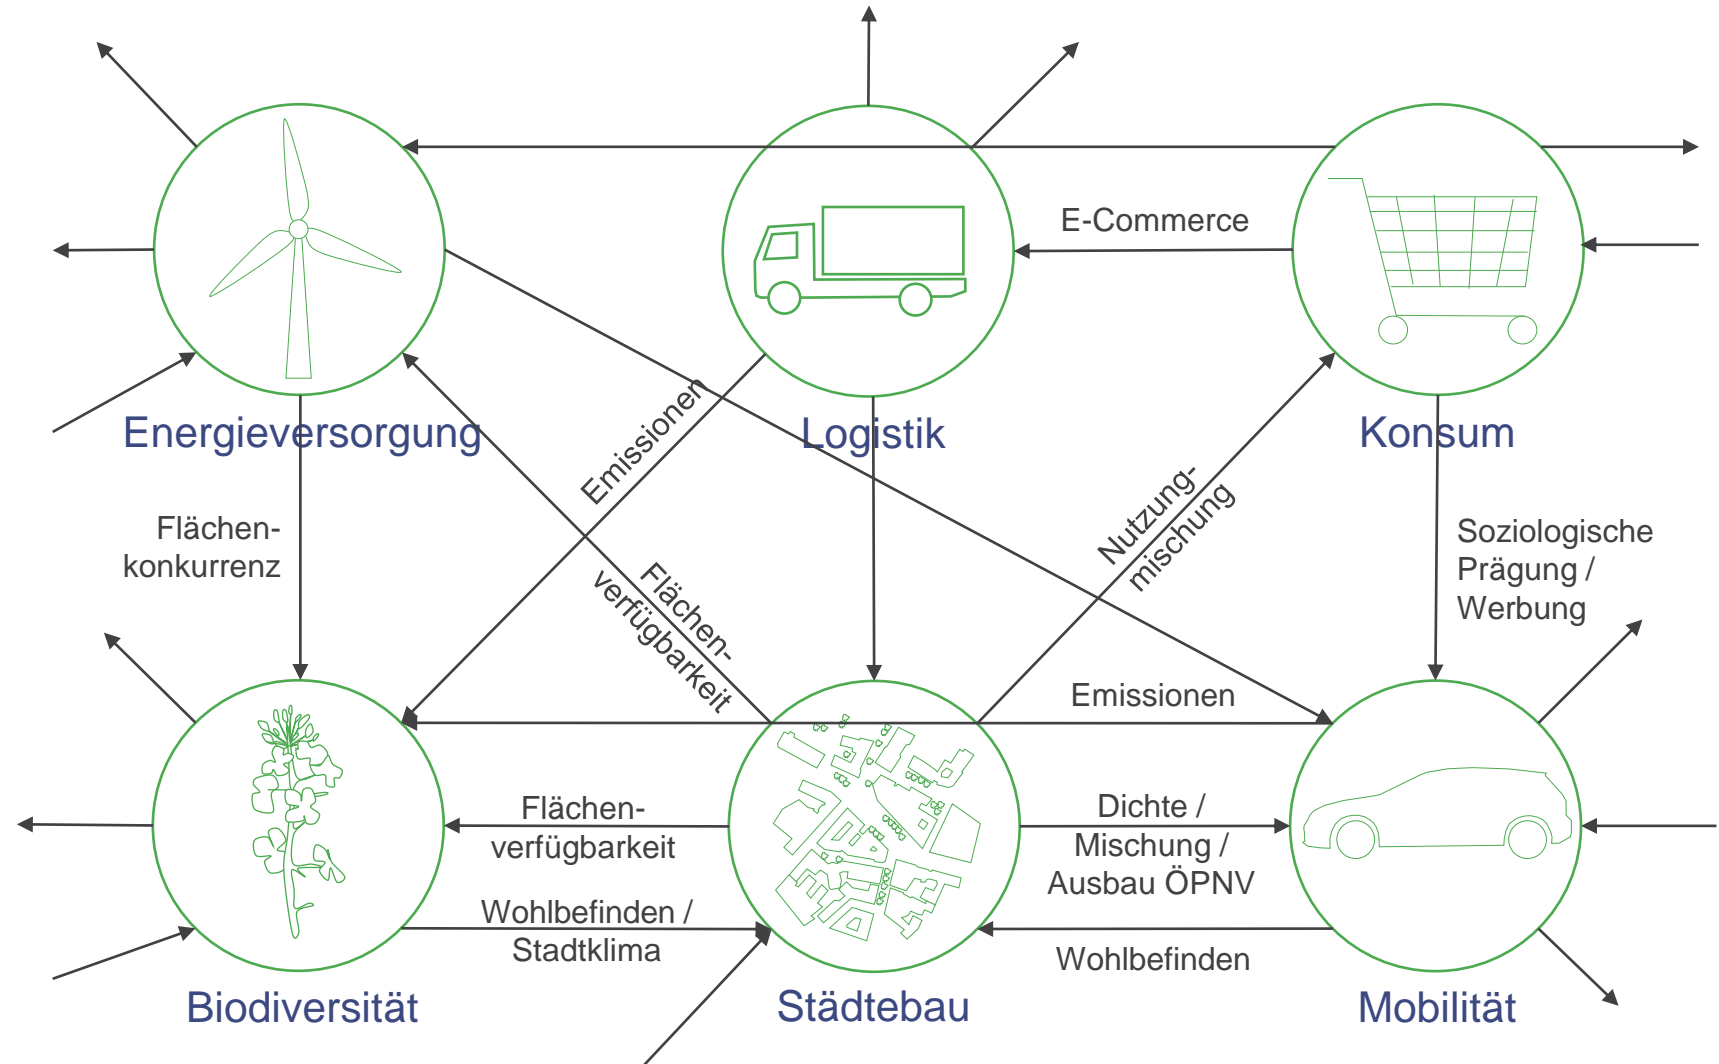 E-Commerce
Energieversorgung
Logistik
Konsum
Emissionen
Nutzung-
mischung
Flächen-
konkurrenz
Soziologische
Prägung /
Werbung
Flächen-
verfügbarkeit
Emissionen
Flächen-
verfügbarkeit
Dichte /
Mischung /
Ausbau ÖPNV
Wohlbefinden /
Stadtklima
Wohlbefinden
Biodiversität
Städtebau
Mobilität